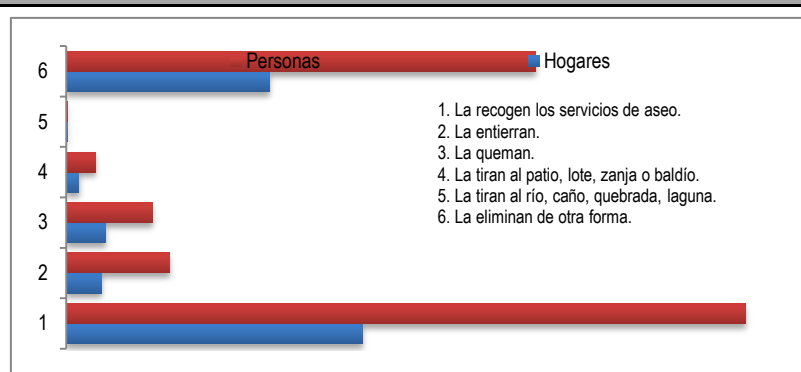 Personas Hogares
6
1. La recogen los servicios de aseo.
5
2. La entierran.
3. La queman.
4
4. La tiran al patio, lote, zanja o baldío.
5. La tiran al río, caño, quebrada, laguna.
3
6. La eliminan de otra forma.
2
1